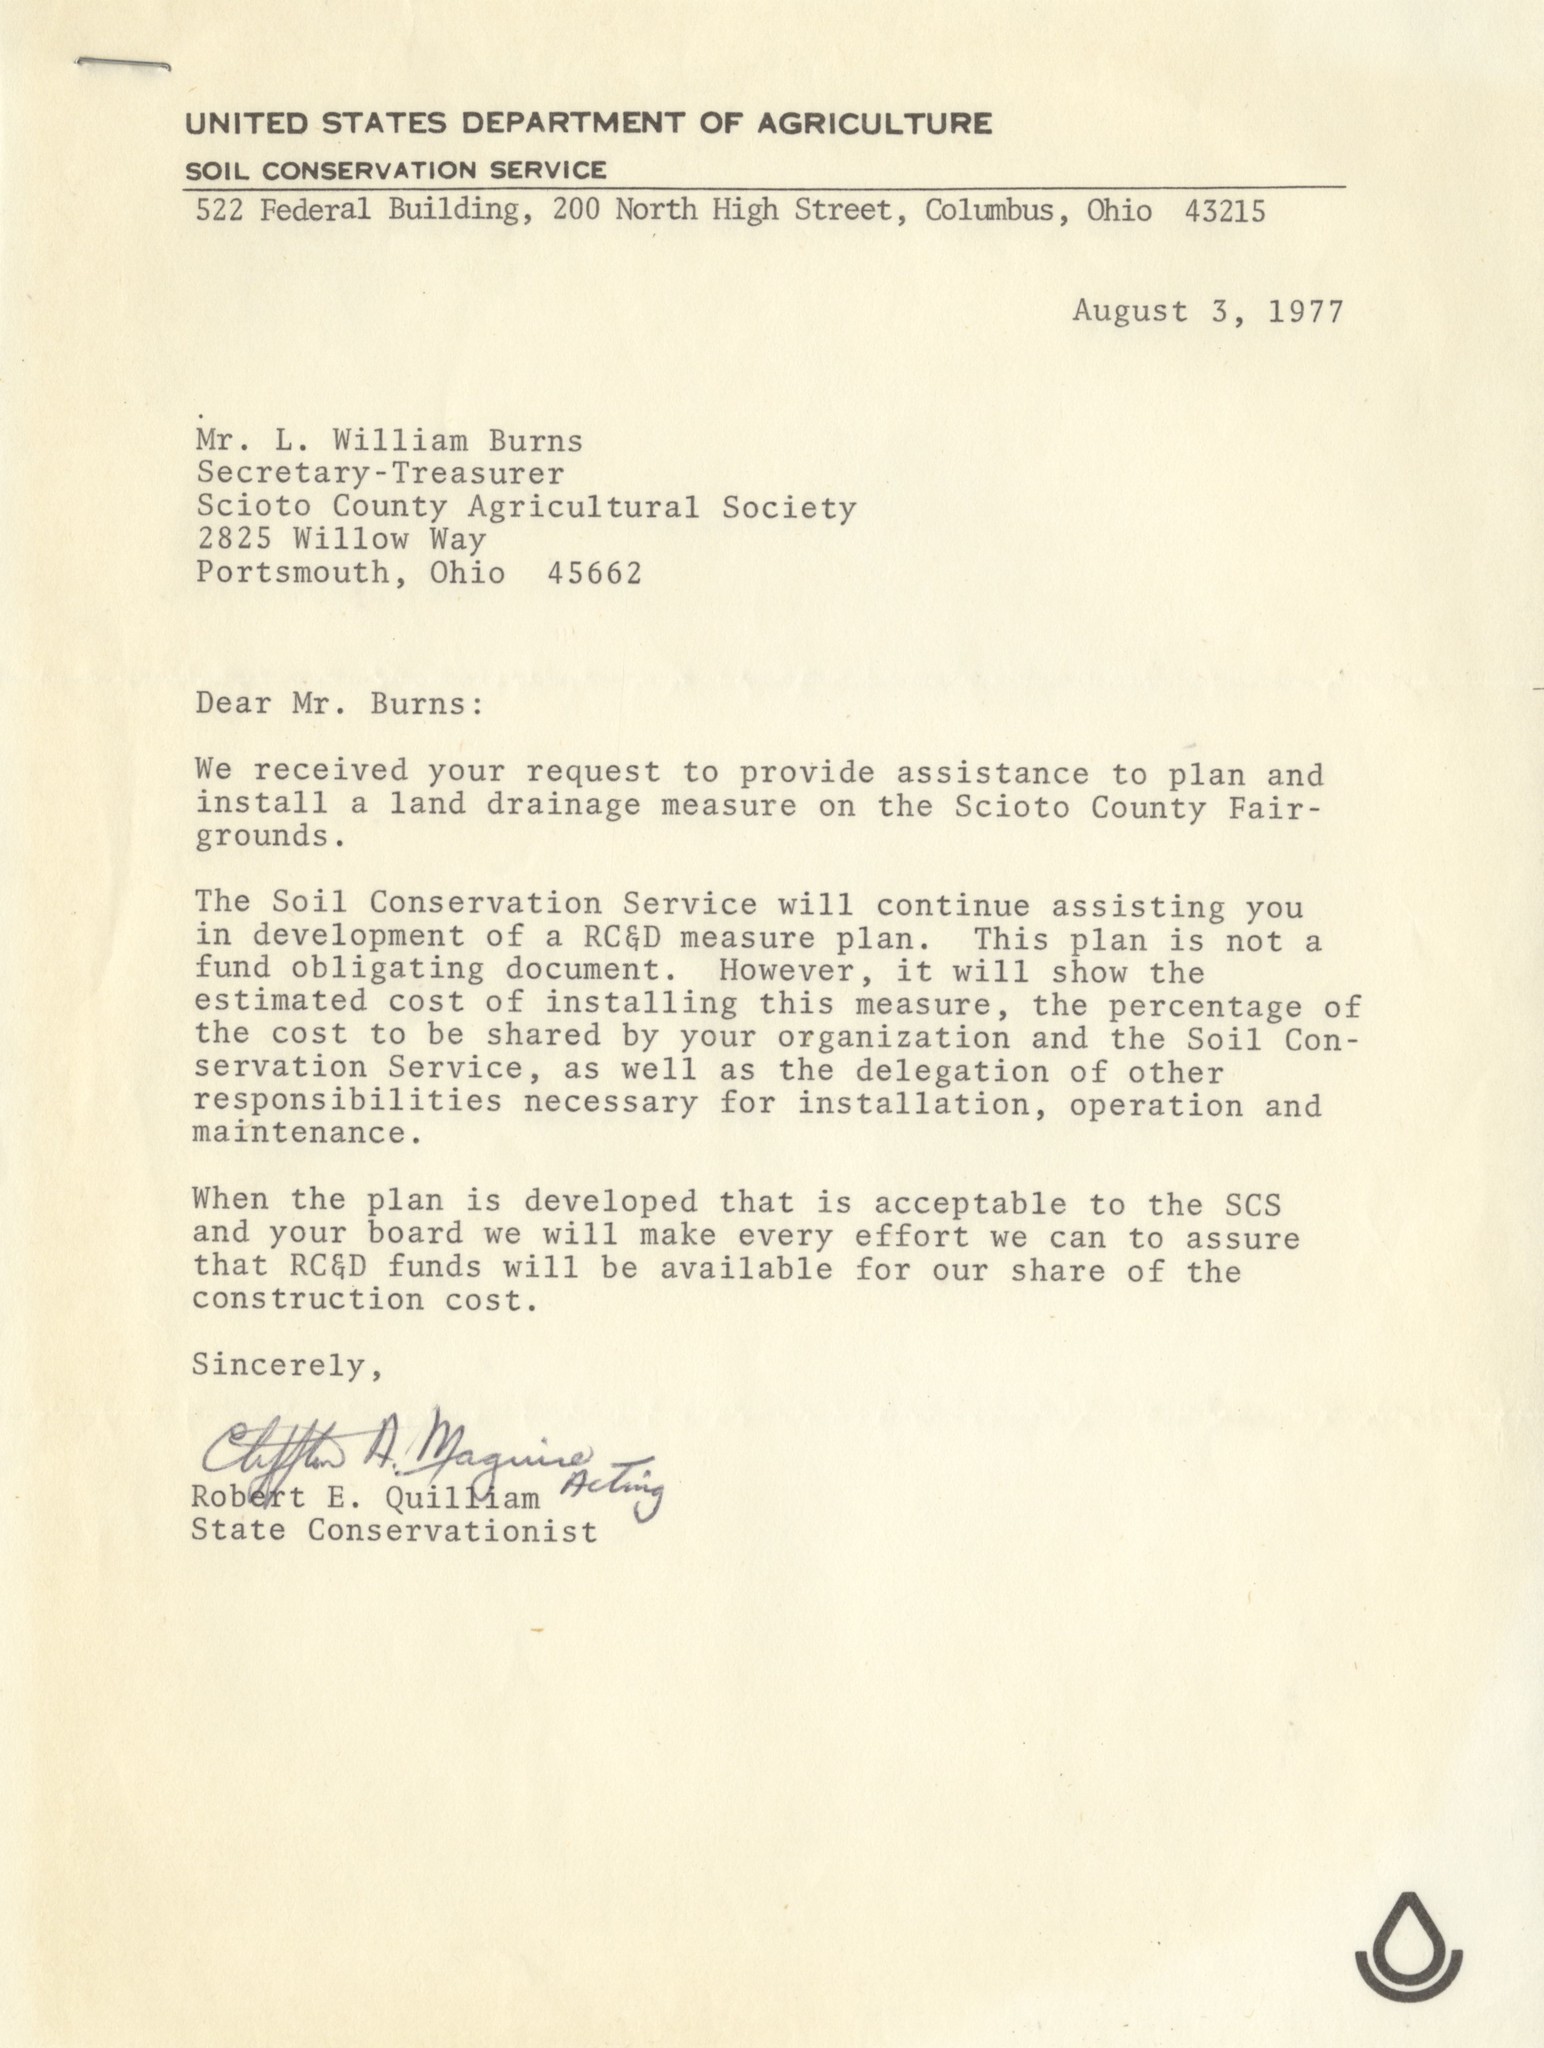 UNITED STATES DEPARTMENT OF AGRICULTURE
SOIL CONSERVATION SERVICE
522 Federal Building, 200 North High Street, Columbus, Ohio 43215
August 3, 1977
Mr. L. William Burns
Secretary-Treasurer
Scioto County Agricultural Society
2825 Willow Way
Portsmouth, Ohio 45662
Dear Mr. Burns:
We received your request to provide assistance to plan and
install a land drainage measure on the Scioto County Fair-
grounds.
The Soil Conservation Service will continue assisting you
in development of a RC&D measure plan. This plan is not a
fund obligating document. However, it will show the
estimated cost of installing this measure, the percentage of
the cost to be shared by your organization and the Soil Con-
servation Service, as well as the delegation of other
responsibilities necessary for installation, operation and
maintenance.
When the plan is developed that is acceptable to the SCS
and your board we will make every effort we can to assure
that RC&D funds will be available for our share of the
construction cost.
Sincerely,
Cliffton A. Maguire
Acting
Robert E. Quilliam
State Conservationist